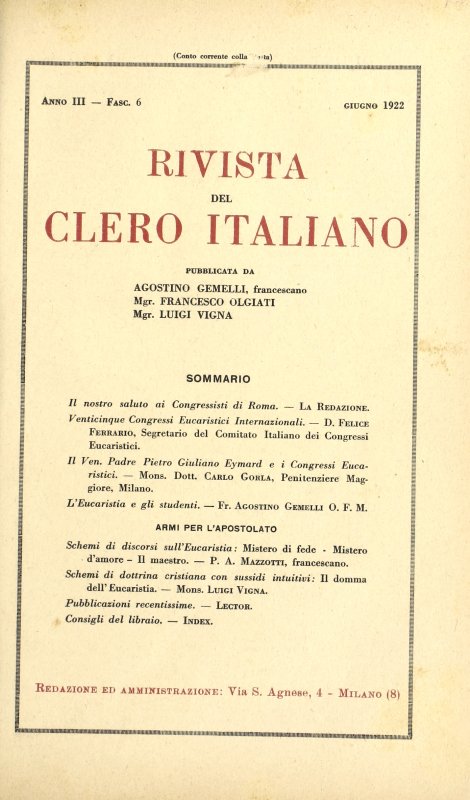 (Conto corrente colla
ANNO III — FASC. 6
GIUGNO 1922
RIVISTA
DEL
CLERO ITALIANO
PUBBLICATA DA
AGOSTINO GEMELLI, francescano
Mgr. FRANCESCO OLGIATI
Mgr. LUIGI VIGNA
SOMMARIO
Il nostro saluto ai Congressisti di Roma. — LA REDAZIONE.
Venticinque Congressi Eucaristici Internazionali. — D. FELICE
FERRARIO, Segretario del Comitato Italiano dei Congressi
Eucaristici.
Il Ven. Padre Pietro Giuliano Eymard e i Congressi Euca-
ristici. — Mons. Dott. CARLO GORLA, Penitenziere Mag-
giore, Milano.
L'Eucaristia e gli studenti. — Fr. AGOSTINO GEMELLI O. F. M.
ARMI PER L'APOSTOLATO
Schemi di discorsi sull'Eucaristia: Mistero di fede - Mistero
d'amore - Il maestro. — P. A. MAZZOTTI, francescano.
Schemi di dottrina cristiana con sussidi intuitivi: Il domma
dell'Eucaristia. — Mons. LUIGI VIGNA.
Pubblicazioni recentissime. — LECTOR.
Consigli del libraio. — INDEX.
REDAZIONE ED AMMINISTRAZIONE: Via S. Agnese, 4 - MILANO (8)